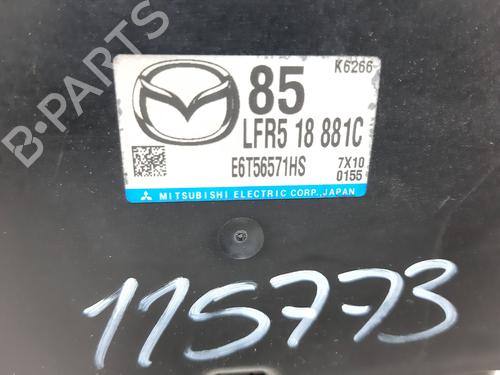 B-PARTS
K6266
85
LFR5 18 881C
E6T56571HS 7X10
0155
MITSUBISHI ELECTRIC CORP., JAPAN
115773